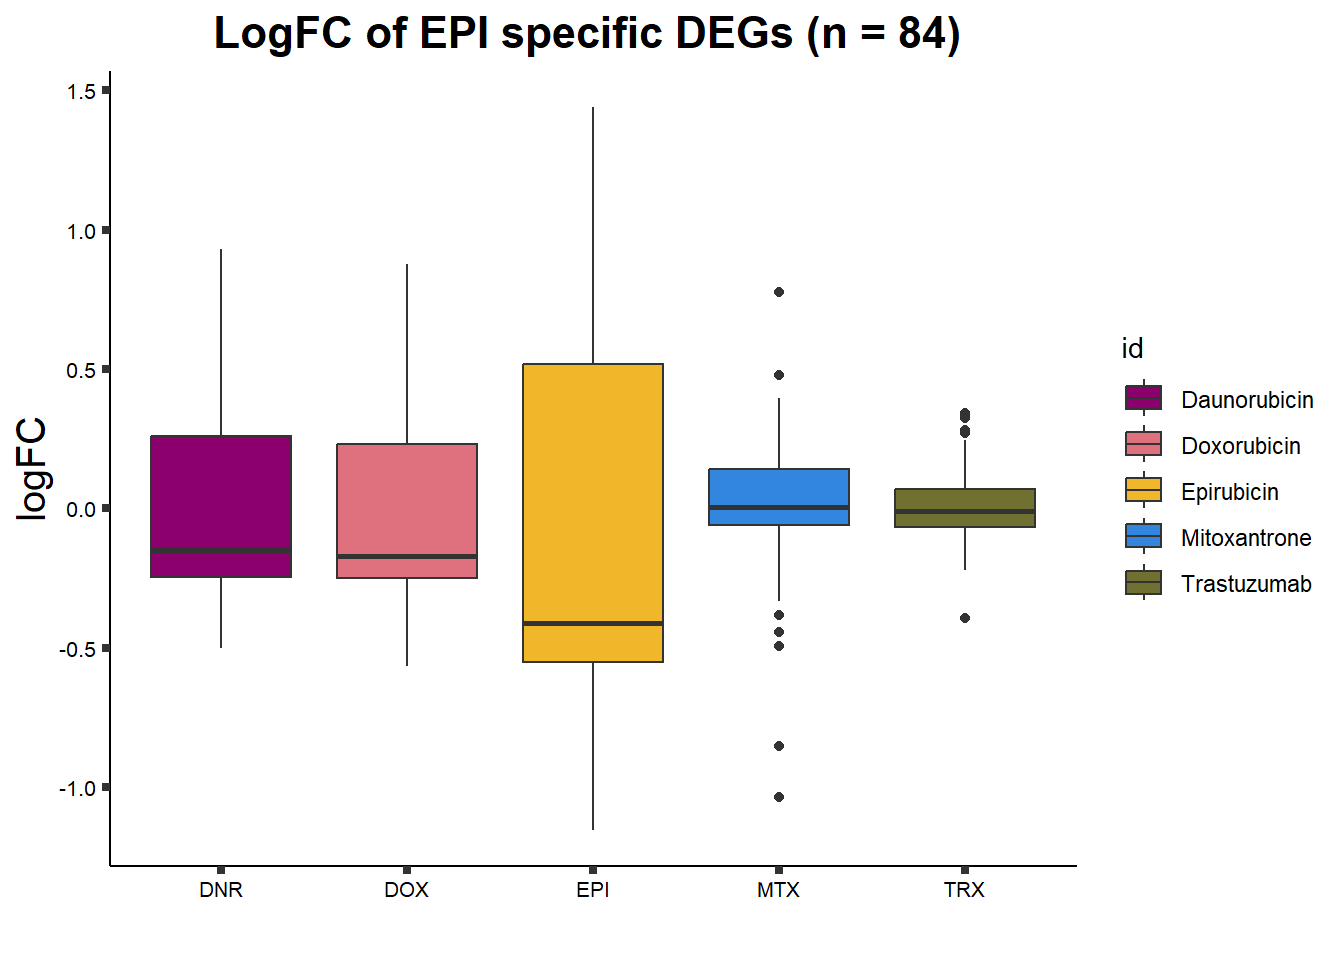 LogFC of EPI specific DEGs (n = 84)
logFC
1.5
1.0
0.5
0.0
-0.5
-1.0
DNR DOX EPI MTX TRX
id
Daunorubicin
Doxorubicin
Epirubicin
Mitoxantrone
Trastuzumab